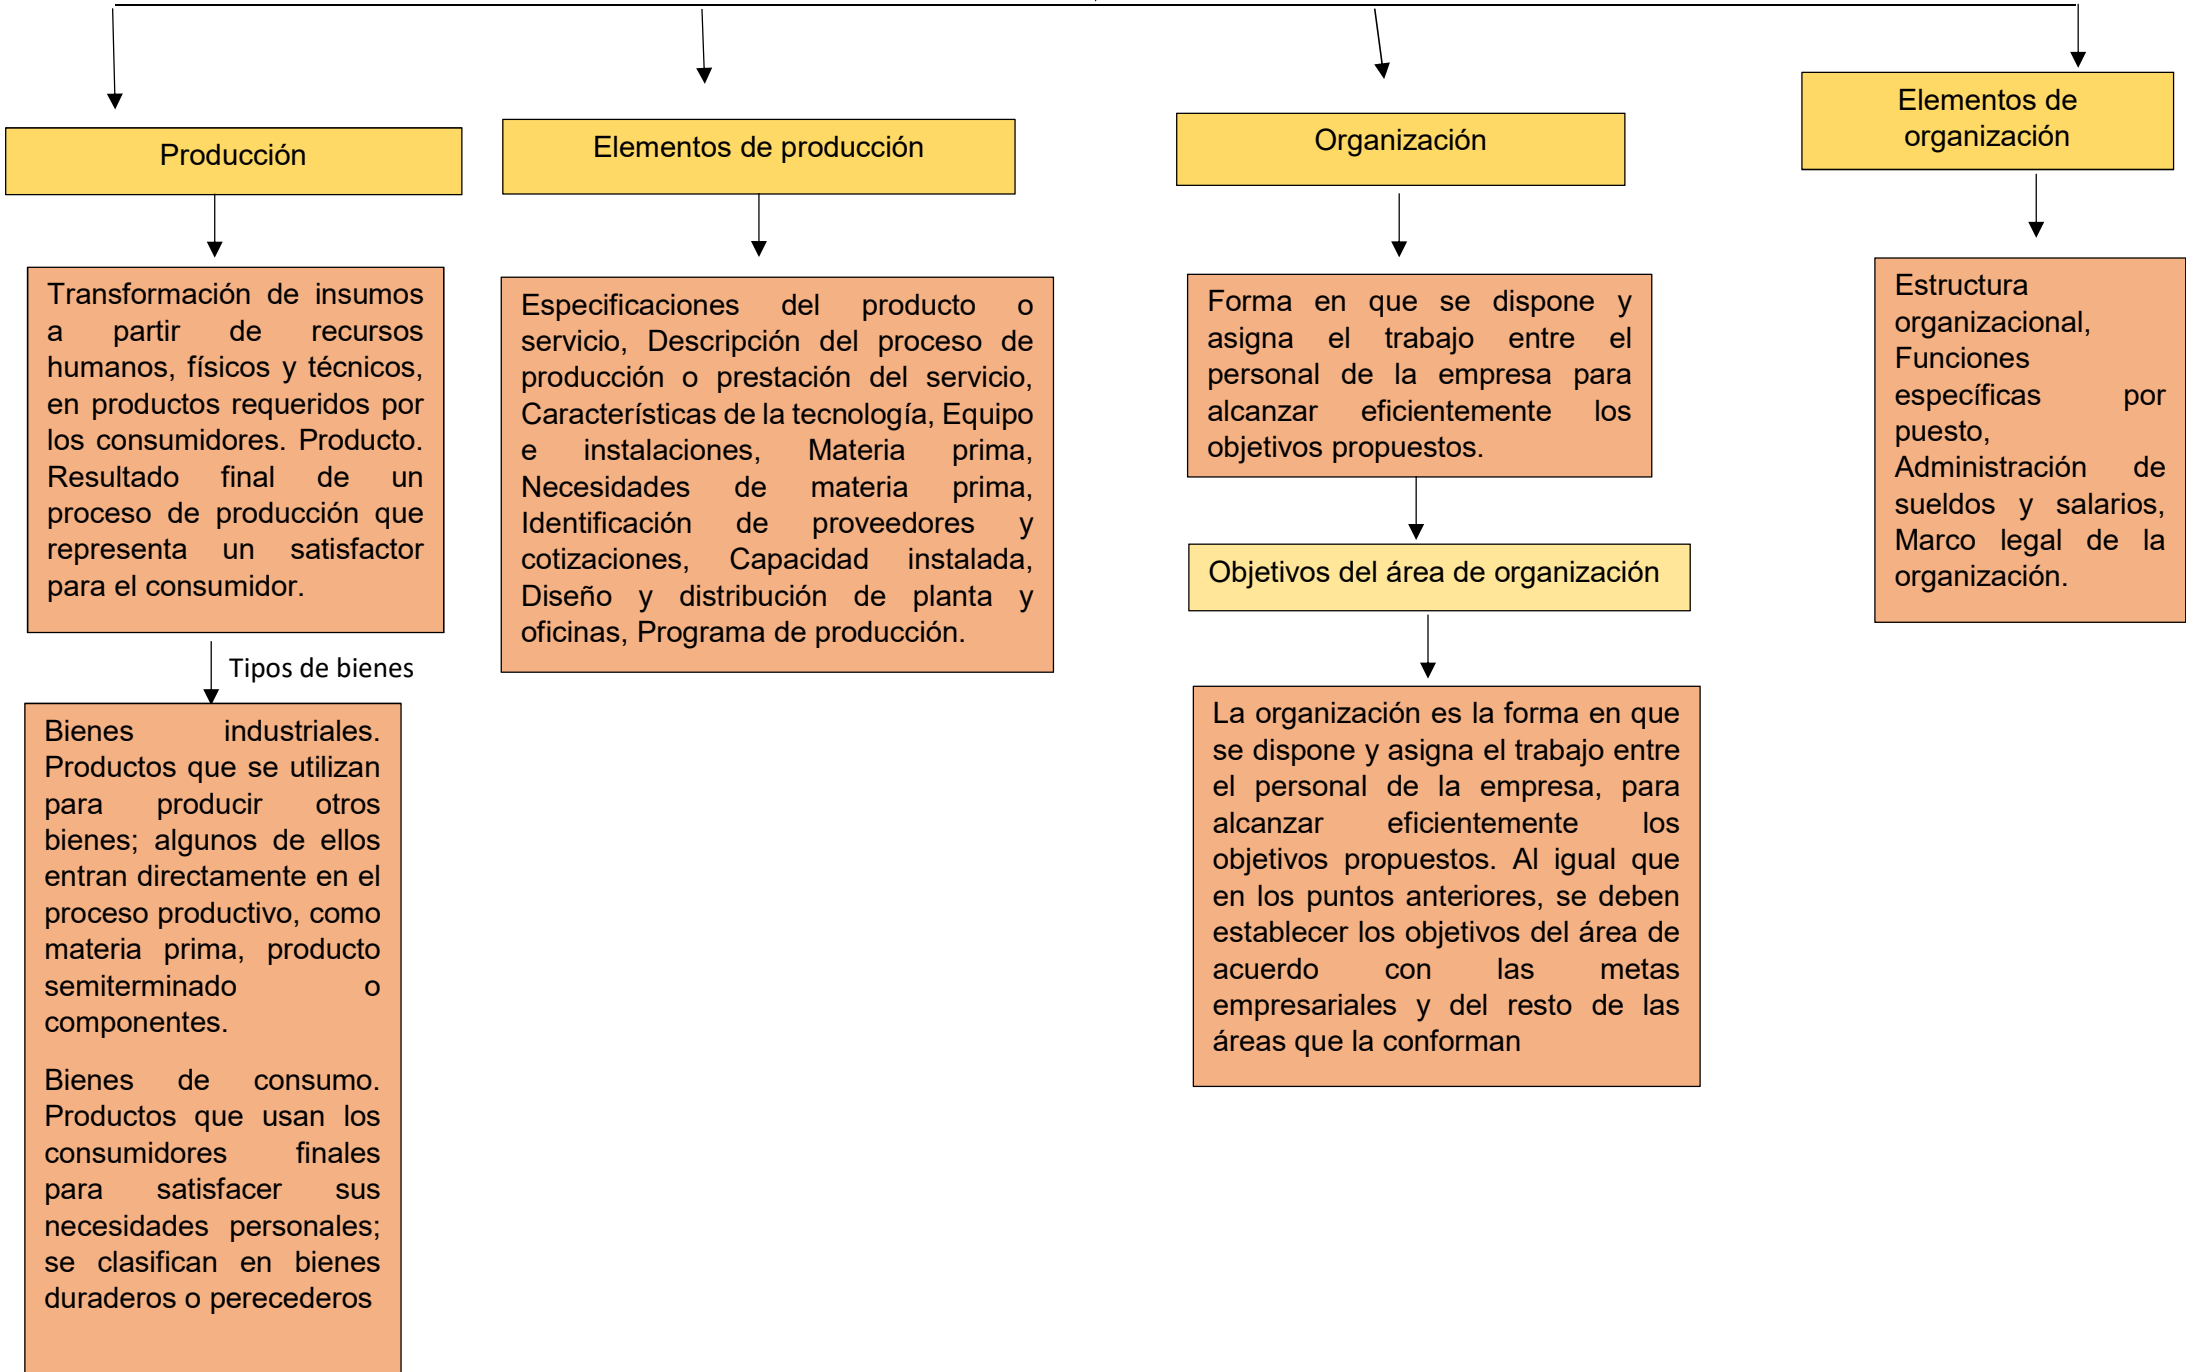 Producción
Transformación de insumos
a partir de recursos
humanos, físicos y técnicos,
en productos requeridos por
los consumidores. Producto.
Resultado final de un
proceso de producción que
representa un satisfactor
para el consumidor.
Tipos de bienes
Bienes industriales.
Productos que se utilizan
para producir otros
bienes; algunos de ellos
entran directamente en el
proceso productivo, como
materia prima, producto
semiterminado o
componentes.
Bienes de consumo.
Productos que usan los
consumidores finales
para satisfacer sus
necesidades personales;
se clasifican en bienes
duraderos o perecederos
Elementos de producción
Especificaciones del producto o
servicio, Descripción del proceso de
producción o prestación del servicio,
Características de la tecnología, Equipo
e instalaciones, Materia prima,
Necesidades de materia prima,
Identificación de proveedores y
cotizaciones, Capacidad instalada,
Diseño y distribución de planta y
oficinas, Programa de producción.
Organización
Forma en que se dispone y
asigna el trabajo entre el
personal de la empresa para
alcanzar eficientemente los
objetivos propuestos.
Objetivos del área de organización
La organización es la forma en que
se dispone y asigna el trabajo entre
el personal de la empresa, para
alcanzar eficientemente los
objetivos propuestos. Al igual que
en los puntos anteriores, se deben
establecer los objetivos del área de
acuerdo con las metas
empresariales y del resto de las
áreas que la conforman
Elementos de
organización
Estructura
organizacional,
Funciones
específicas por
puesto,
Administración de
sueldos y salarios,
Marco legal de la
organización.